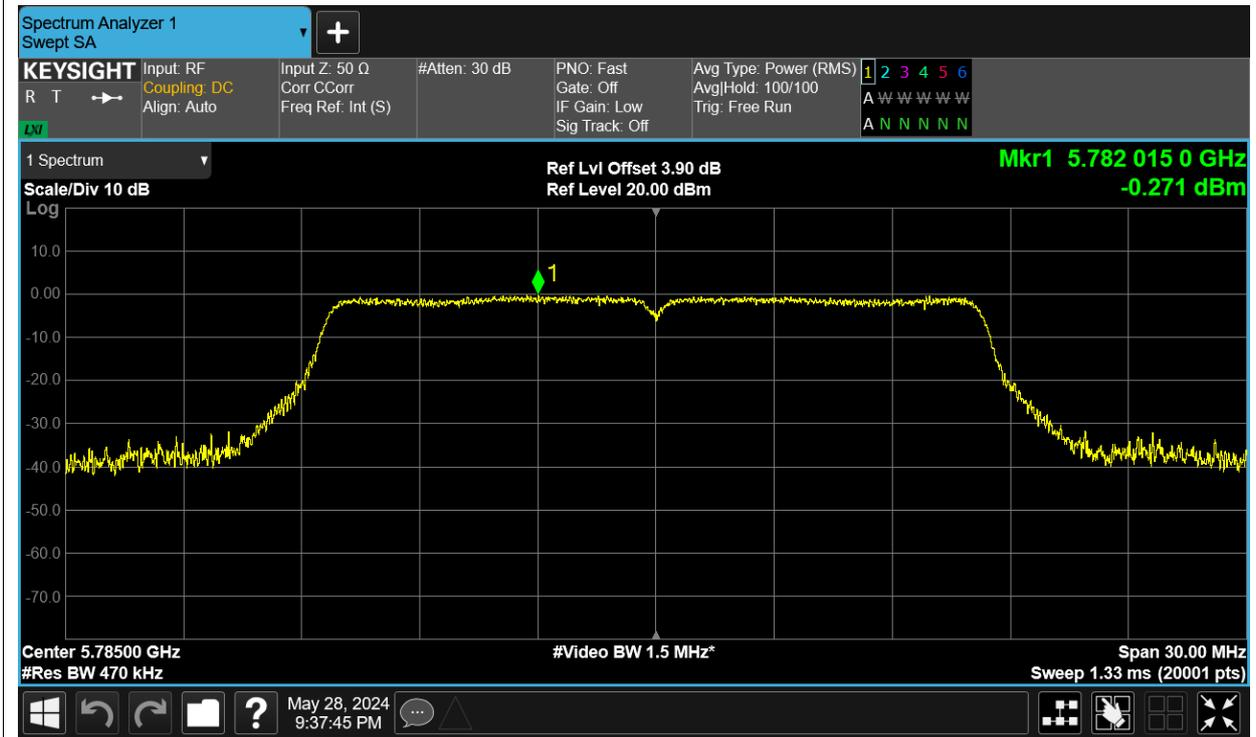 Spectrum Analyzer 1
Swept SA
+
KEYSIGHT
R T
LXI
Input: RF
Coupling: DC
Align: Auto
Input Z: 50 Ω
Corr CCorr
Freq Ref: Int (S)
#Atten: 30 dB
PNO: Fast
Gate: Off
IF Gain: Low
Sig Track: Off
Avg Type: Power (RMS)
Avg|Hold: 100/100
Trig: Free Run
1 2 3 4 5 6
A W W W W W
A N N N N N
1 Spectrum
Scale/Div 10 dB
Log
Ref Lvl Offset 3.90 dB
Ref Level 20.00 dBm
Mkr1 5.782 015 0 GHz
-0.271 dBm
1
10.0
0.00
-10.0
-20.0
-30.0
-40.0
-50.0
-60.0
-70.0
Center 5.78500 GHz
#Res BW 470 kHz
#Video BW 1.5 MHz*
Span 30.00 MHz
Sweep 1.33 ms (20001 pts)
?
May 28, 2024
9:37:45 PM